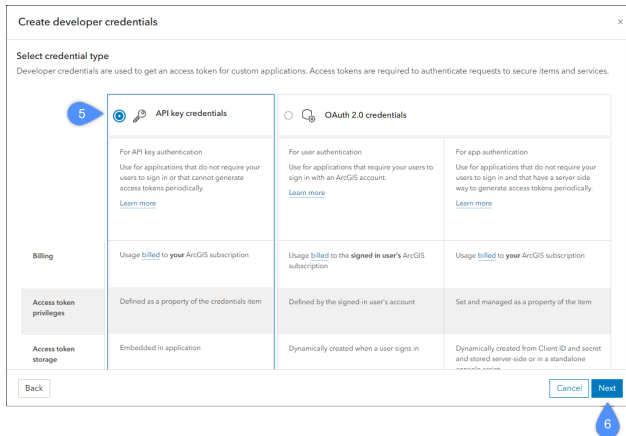 Create developer credentials
×
Select credential type
Developer credentials are used to get an access token for custom applications. Access tokens are required to authenticate requests to secure items and services.
5
API key credentials
OAuth 2.0 credentials
For API key authentication
Use for applications that do not require your
users to sign in or that cannot generate
access tokens periodically.
Learn more
For user authentication
Use for applications that require your users to
sign in with an ArcGIS account.
Learn more
For app authentication
Use for applications that do not require your
users to sign in and that have a server-side
way to generate access tokens periodically.
Learn more
Billing
Usage billed to your ArcGIS subscription
Usage billed to the signed in user's ArcGIS
subscription
Usage billed to your ArcGIS subscription
Access token
privileges
Defined as a property of the credentials item
Defined by the signed-in user's account
Set and managed as a property of the item
Access token
storage
Embedded in application
Dynamically created when a user signs in
Dynamically created from Client ID and secret
and stored server-side or in a standalone
console script
Back
Cancel
Next
6